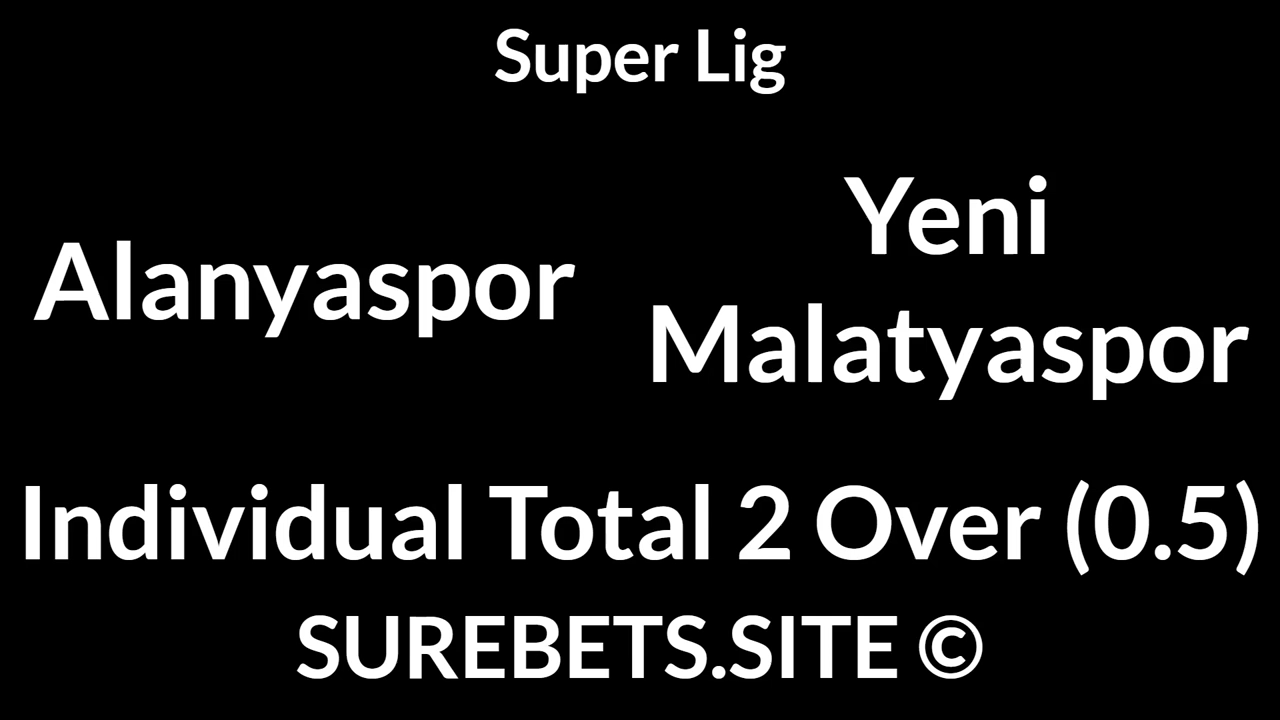 Super Lig
Alanyaspor
Yeni
Malatyaspor
Individual Total 2 Over (0.5)
SUREBETS.SITE ©